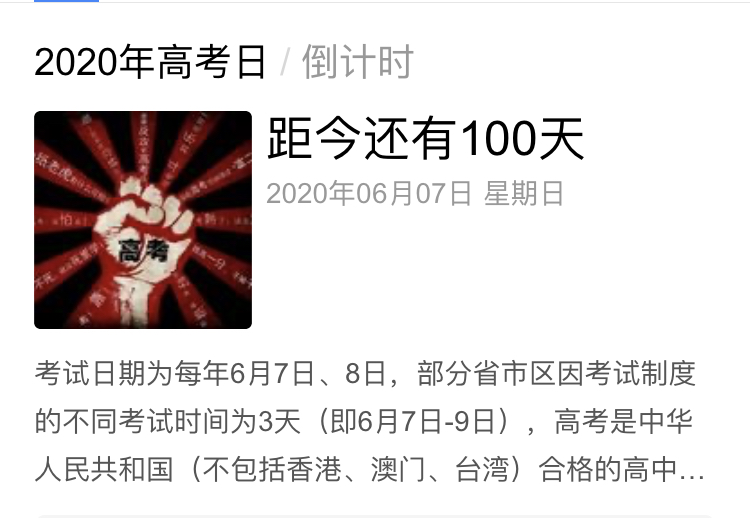 2020年高考日 / 倒计时
距今还有100天
2020年06月07日 星期日
高考
考试日期为每年6月7日、8日，部分省市区因考试制度
的不同考试时间为3天（即6月7日-9日），高考是中华
人民共和国（不包括香港、澳门、台湾）合格的高中...